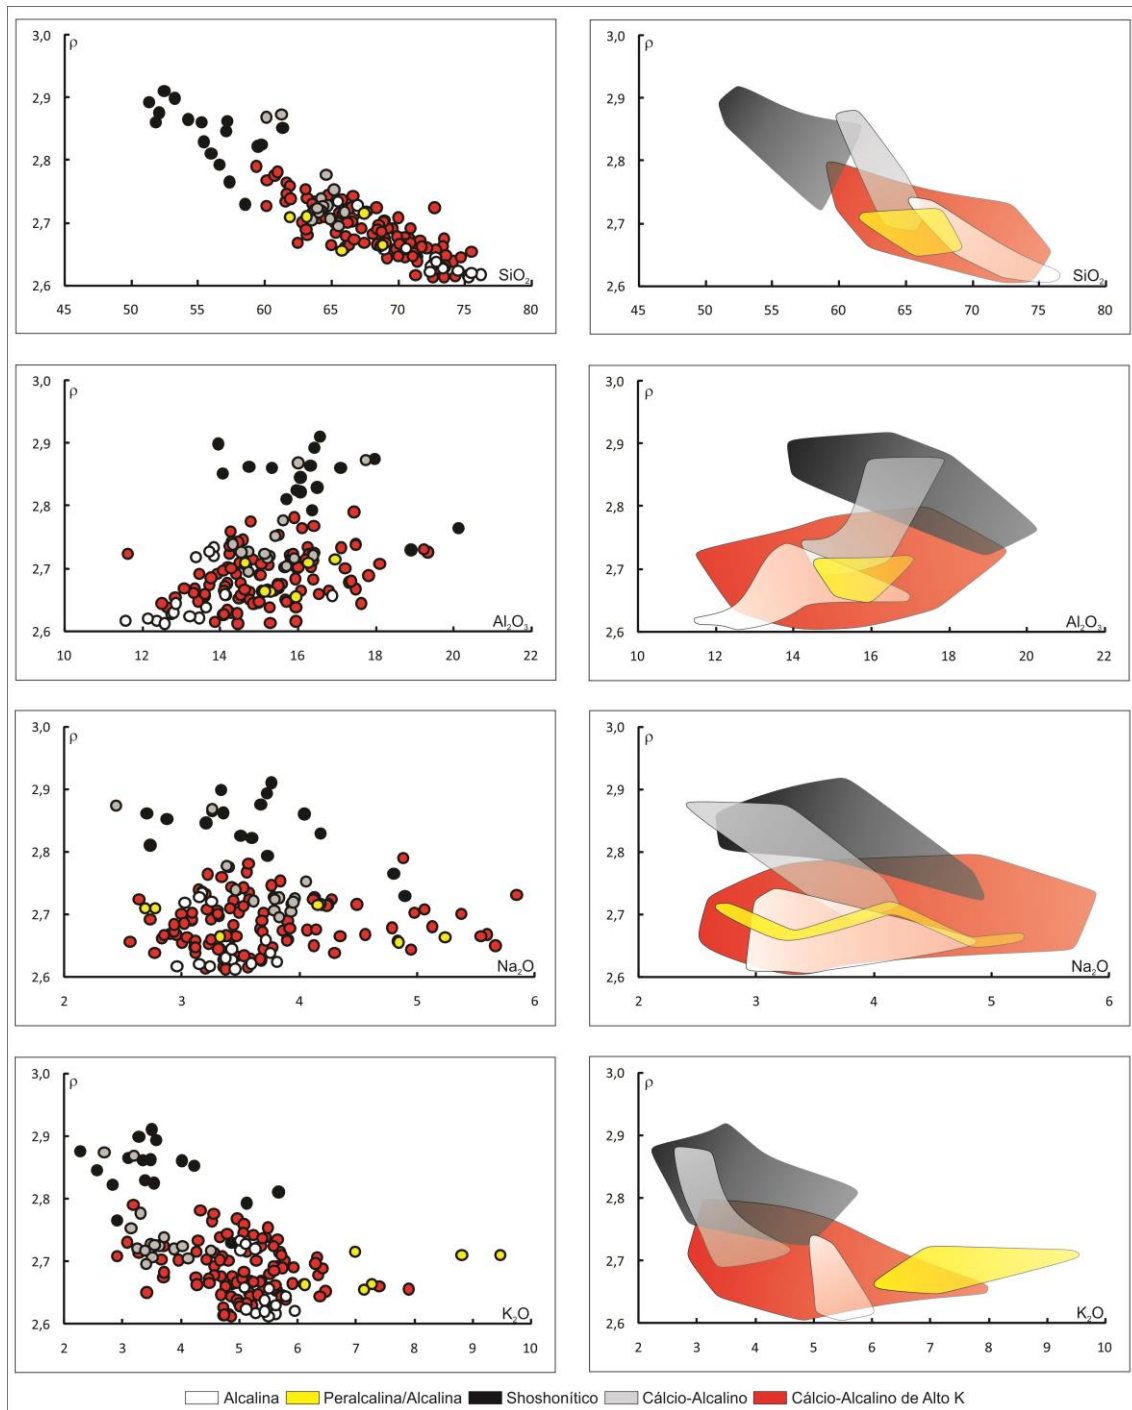 3,0 ρ
2,9
2,8
2,7
2,6 SiO₂
45 50 55 60 65 70 75 80
3,0 ρ
2,9
2,8
2,7
2,6 SiO₂
45 50 55 60 65 70 75 80
3,0 ρ
2,9
2,8
2,7
2,6 Al₂O₃
10 12 14 16 18 20 22
3,0 ρ
2,9
2,8
2,7
2,6 Al₂O₃
10 12 14 16 18 20 22
3,0 ρ
2,9
2,8
2,7
2,6 Na₂O
2 3 4 5 6
3,0 ρ
2,9
2,8
2,7
2,6 Na₂O
2 3 4 5 6
3,0 ρ
2,9
2,8
2,7
2,6 K₂O
2 3 4 5 6 7 8 9 10
3,0 ρ
2,9
2,8
2,7
2,6 K₂O
2 3 4 5 6 7 8 9 10
Alcalina Peralcalina/Alcalina Shoshonítico Cálcio-Alcalino Cálcio-Alcalino de Alto K